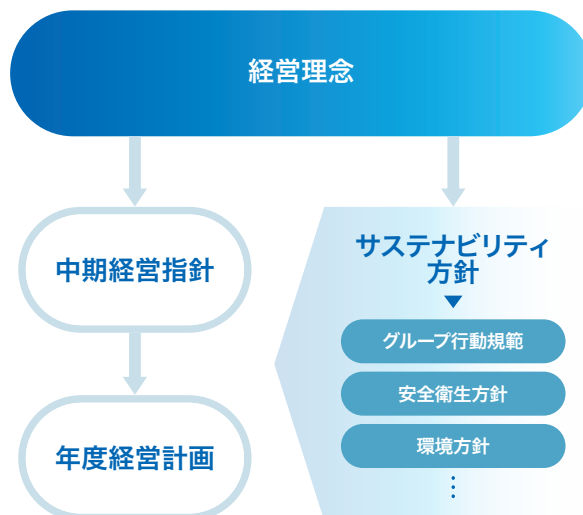 経営理念
中期経営指針
年度経営計画
サステナビリティ
方針
グループ行動規範
安全衛生方針
環境方針